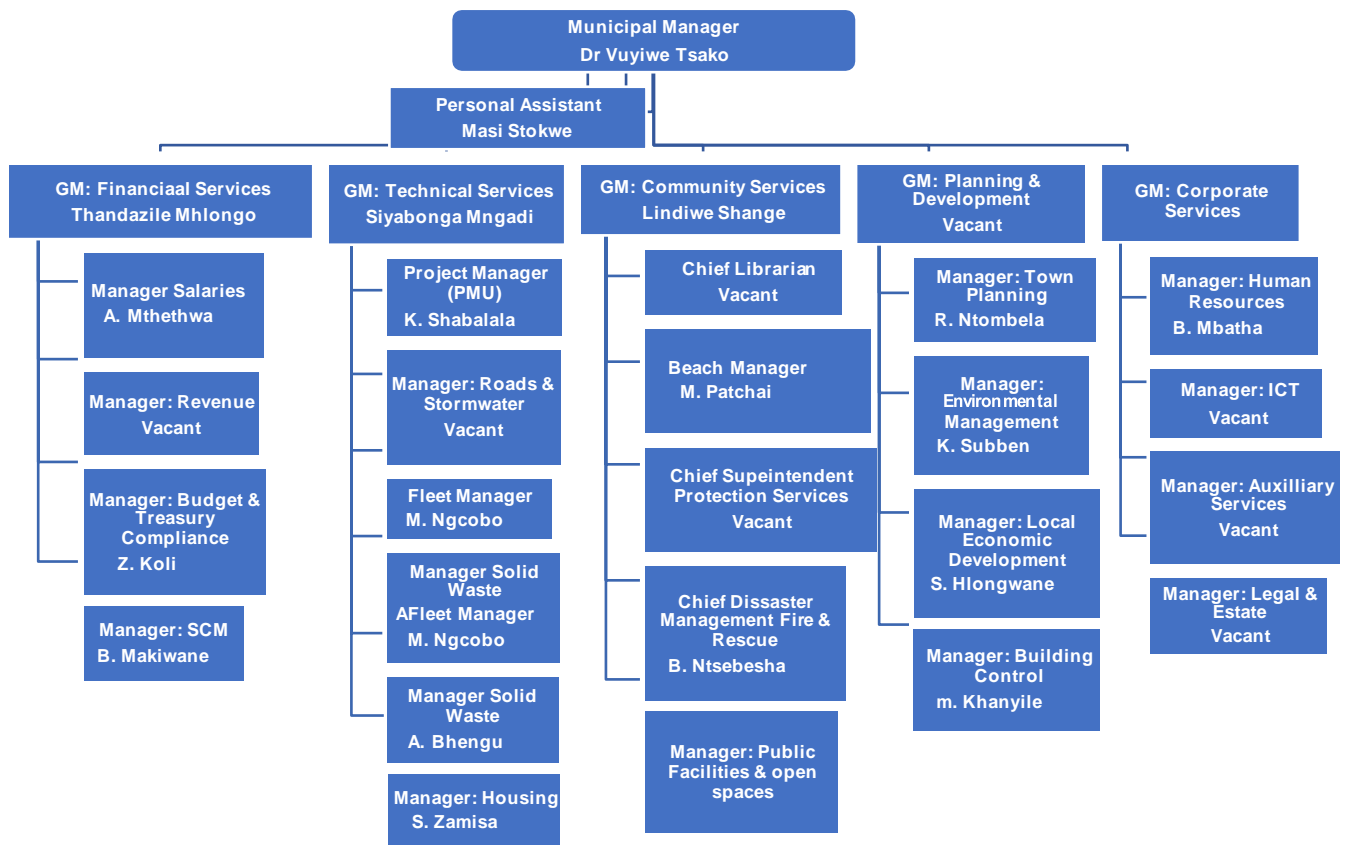 Municipal Manager
Dr Vuyiwe Tsako
Personal Assistant
Masi Stokwe
GM: Financiaal Services
Thandazile Mhlongo
Manager Salaries
A. Mthethwa
Manager: Revenue
Vacant
Manager: Budget &
Treasury
Compliance
Z. Koli
Manager: SCM
B. Makiwane
GM: Technical Services
Siyabonga Mngadi
Project Manager
(PMU)
K. Shabalala
Manager: Roads &
Stormwater
Vacant
Fleet Manager
M. Ngcobo
Manager Solid
Waste
AFleet Manager
M. Ngcobo
Manager Solid
Waste
A. Bhengu
Manager: Housing
S. Zamisa
GM: Community Services
Lindiwe Shange
Chief Librarian
Vacant
Beach Manager
M. Patchai
Chief Supeintendent
Protection Services
Vacant
Chief Dissaster
Management Fire &
Rescue
B. Ntsebesha
Manager: Public
Facilities & open
spaces
GM: Planning &
Development
Vacant
Manager: Town
Planning
R. Ntombela
Manager:
Environmental
Management
K. Subben
Manager: Local
Economic
Development
S. Hlongwane
Manager: Building
Control
m. Khanyile
GM: Corporate
Services
Manager: Human
Resources
B. Mbatha
Manager: ICT
Vacant
Manager: Auxilliary
Services
Vacant
Manager: Legal &
Estate
Vacant